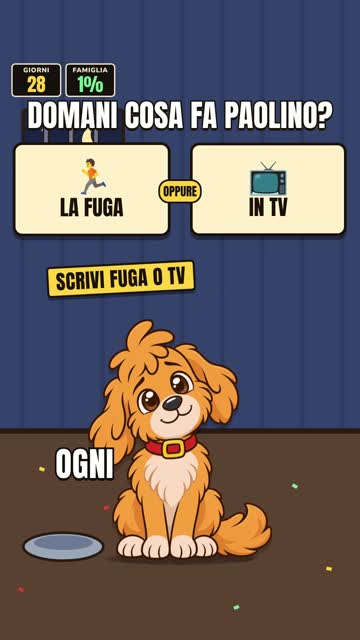 GIORNI
28
FAMIGLIA
1%
DOMANI COSA FA PAOLINO?
LA FUGA
OPPURE
IN TV
SCRIVI FUGA O TV
OGNI